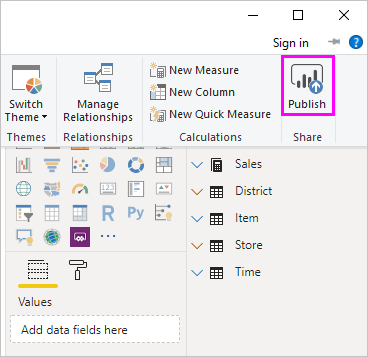 Sign in
?
Switch
Theme
Manage
Relationships
New Measure
New Column
New Quick Measure
Publish
Themes
Relationships
Calculations
Share
123
R
Py
...
Sales
District
Item
Store
Time
Values
Add data fields here